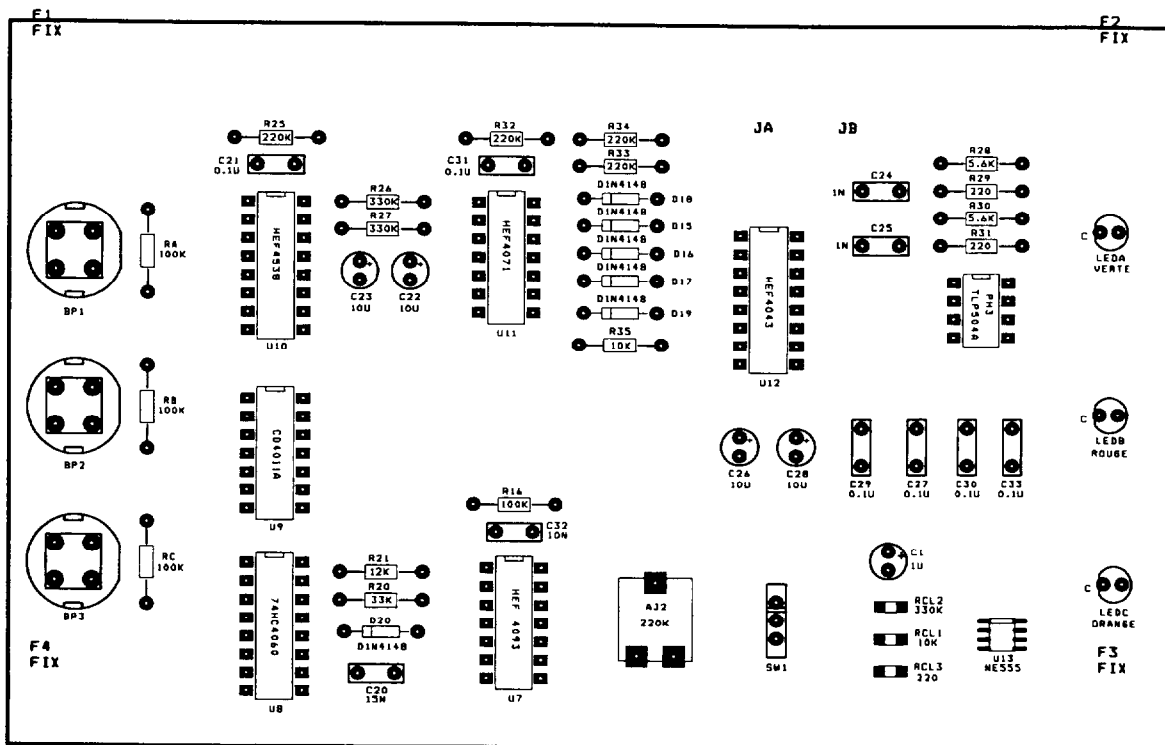 F1
FIX
F2
FIX
R25
220K
C21
0.1U
R32
220K
C31
0.1U
R34
220K
R33
220K
JA
JB
R28
5.6K
R29
220
R30
5.6K
R31
220
C24
1N
C25
1N
R26
330K
R27
330K
D1N4148
D18
D1N4148
D15
D1N4148
D16
D1N4148
D17
D1N4148
D19
R35
10K
RA
100K
BP1
HEF4538
U10
C23
10U
C22
10U
HEF4071
U11
HEF4043
U12
PH3
TLP504A
C
LEDA
VERTE
RB
100K
BP2
CD4011A
U9
C26
10U
C28
10U
C29
0.1U
C27
0.1U
C30
0.1U
C33
0.1U
C
LEDB
ROUGE
R16
100K
C32
10N
RC
100K
BP3
74HC4060
U8
R21
12K
R20
33K
D20
D1N4148
C20
15N
HEF 4093
U7
AJ2
220K
SW1
C1
1U
RCL2
330K
RCL1
10K
RCL3
220
U13
NE555
C
LEDC
ORANGE
F4
FIX
F3
FIX